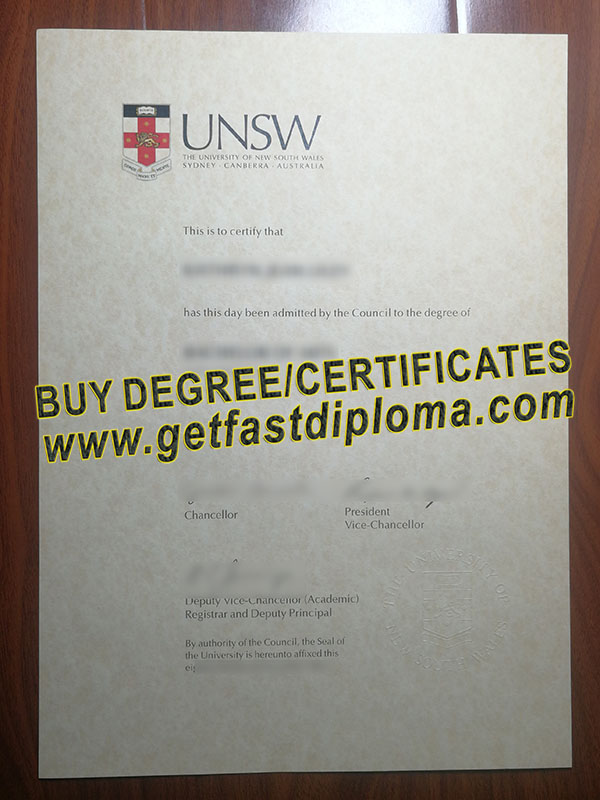 UNSW
THE UNIVERSITY OF NEW SOUTH WALES
SYDNEY · CANBERRA · AUSTRALIA
This is to certify that
has this day been admitted by the Council to the degree of
BUY DEGREE/CERTIFICATES
www.getfastdiploma.com
Chancellor
President
Vice-Chancellor
Deputy Vice-Chancellor (Academic)
Registrar and Deputy Principal
By authority of the Council, the Seal of
the University is hereunto affixed this